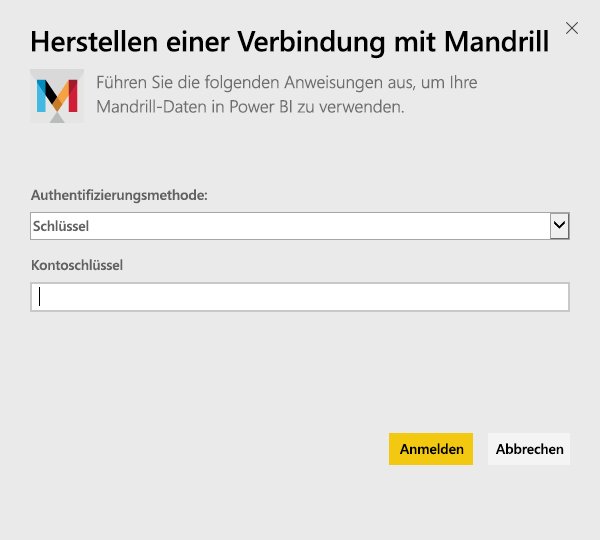 Herstellen einer Verbindung mit Mandrill
Führen Sie die folgenden Anweisungen aus, um Ihre
Mandrill-Daten in Power BI zu verwenden.
Authentifizierungsmethode:
Schlüssel
Kontoschlüssel
Anmelden
Abbrechen